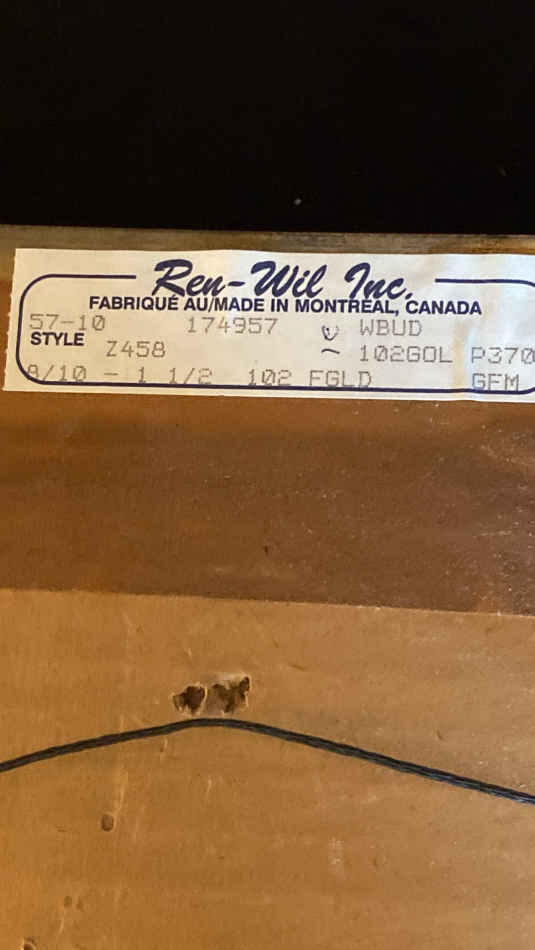 Ren-Wil Inc.
FABRIQUÉ AU/MADE IN MONTRÉAL, CANADA
57-10 174957 WBUD
STYLE Z458 102GOL P370
8/10 - 1 1/2 102 FGLD GFM